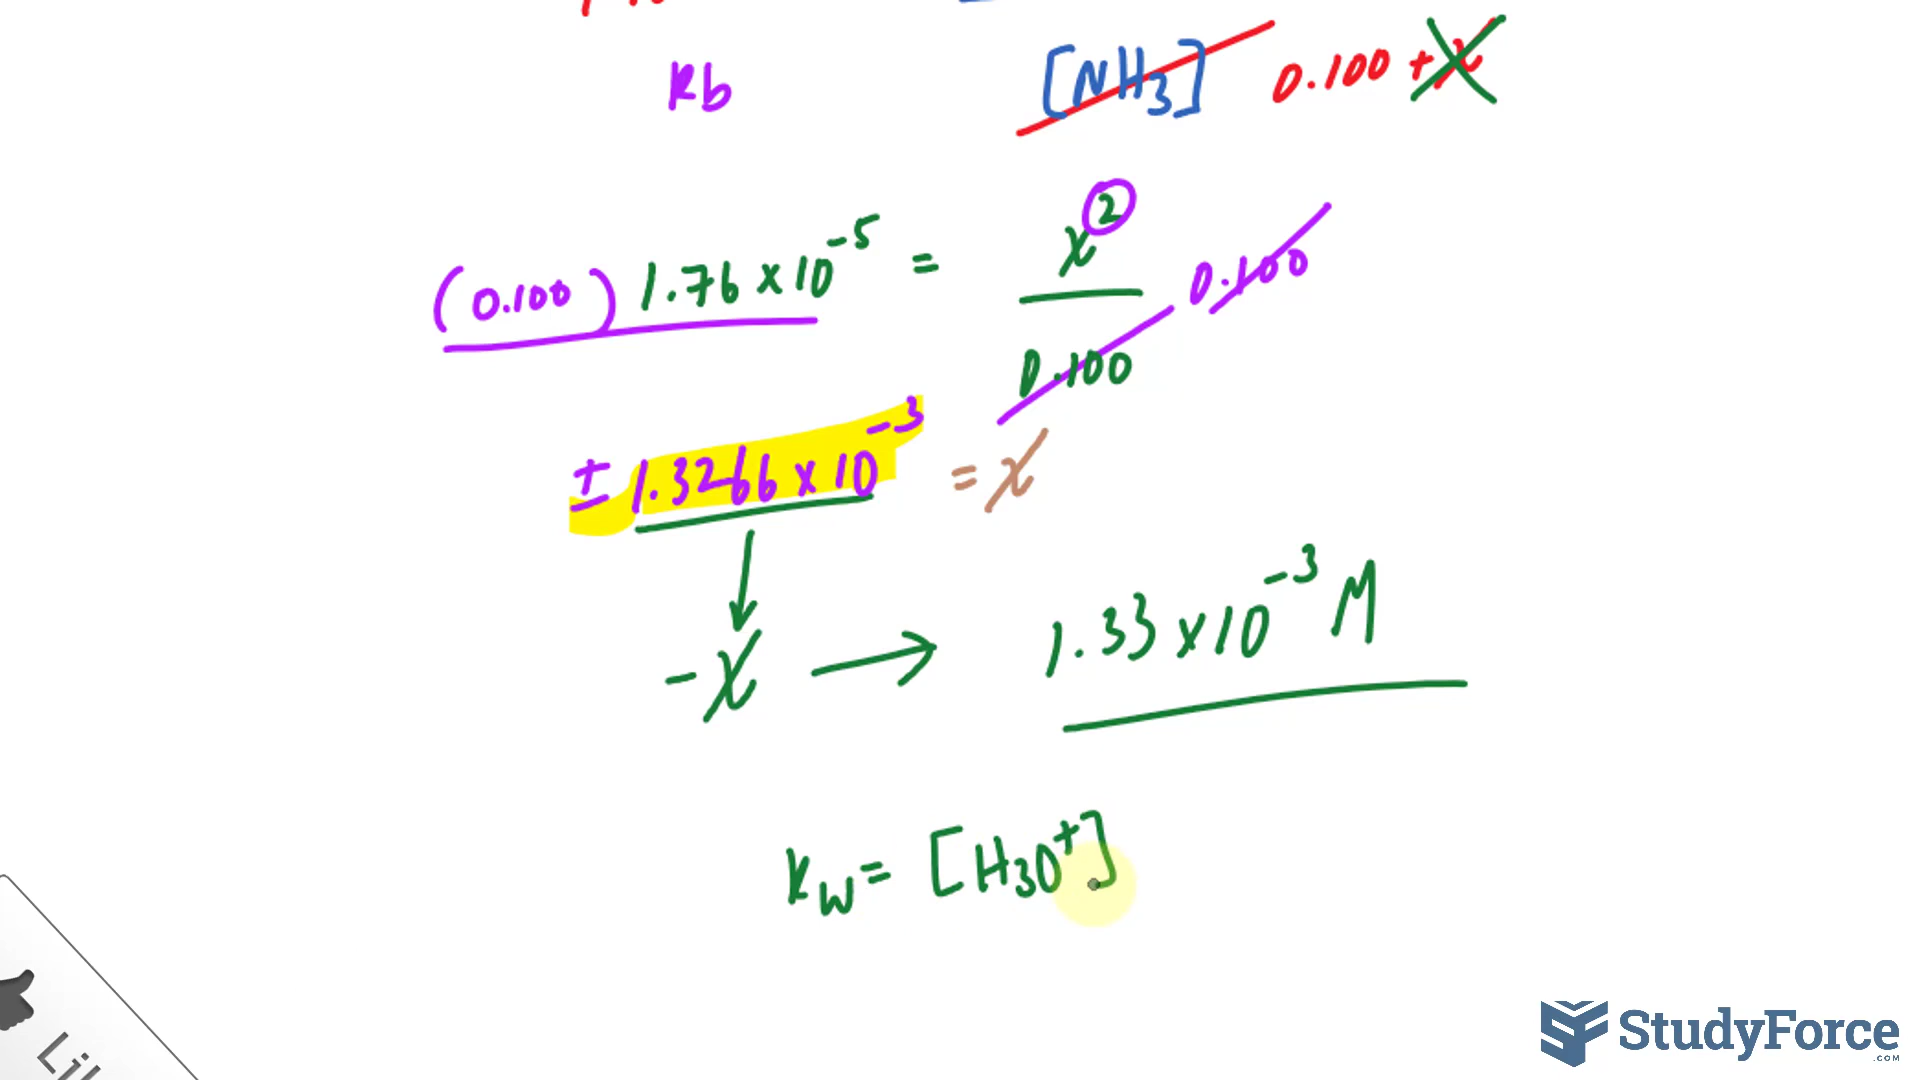 Kb [NH3] 0.100 + x
(0.100) 1.76 x 10^-5 = x^2 / 0.100 0.100
± 1.3266 x 10^-3 = x
-x → 1.33 x 10^-3 M
Kw = [H3O+]
StudyForce
.COM